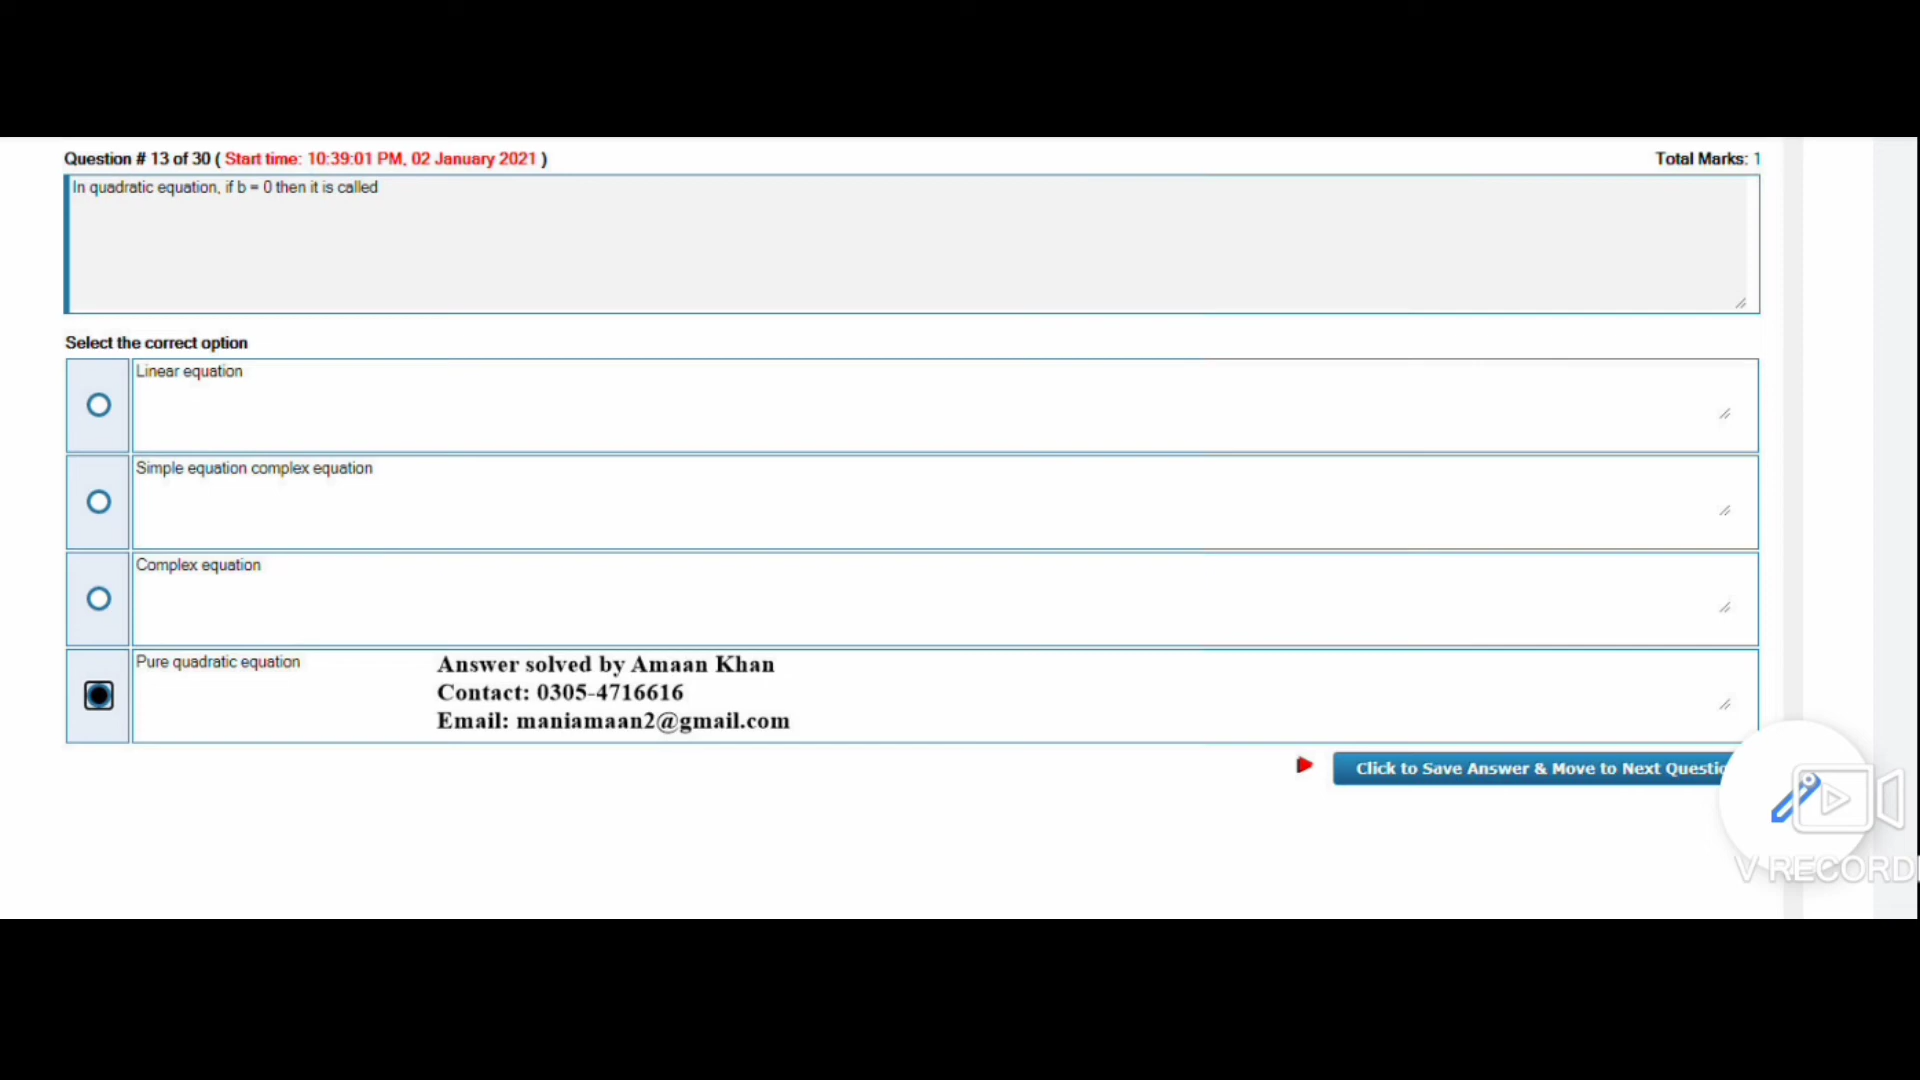 Question # 13 of 30 ( Start time: 10:39:01 PM, 02 January 2021 ) Total Marks: 1
In quadratic equation, if b = 0 then it is called
Select the correct option
Linear equation
Simple equation complex equation
Complex equation
Pure quadratic equation
Answer solved by Amaan Khan
Contact: 0305-4716616
Email: maniamaan2@gmail.com
Click to Save Answer & Move to Next
V RECORD